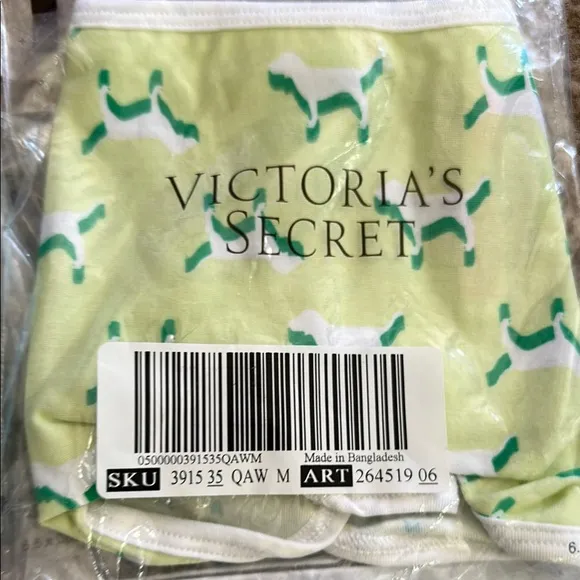 VICTORIA'S
SECRET
0500000391535QAWM Made in Bangladesh
SKU 3915 35 QAW M ART 264519 06